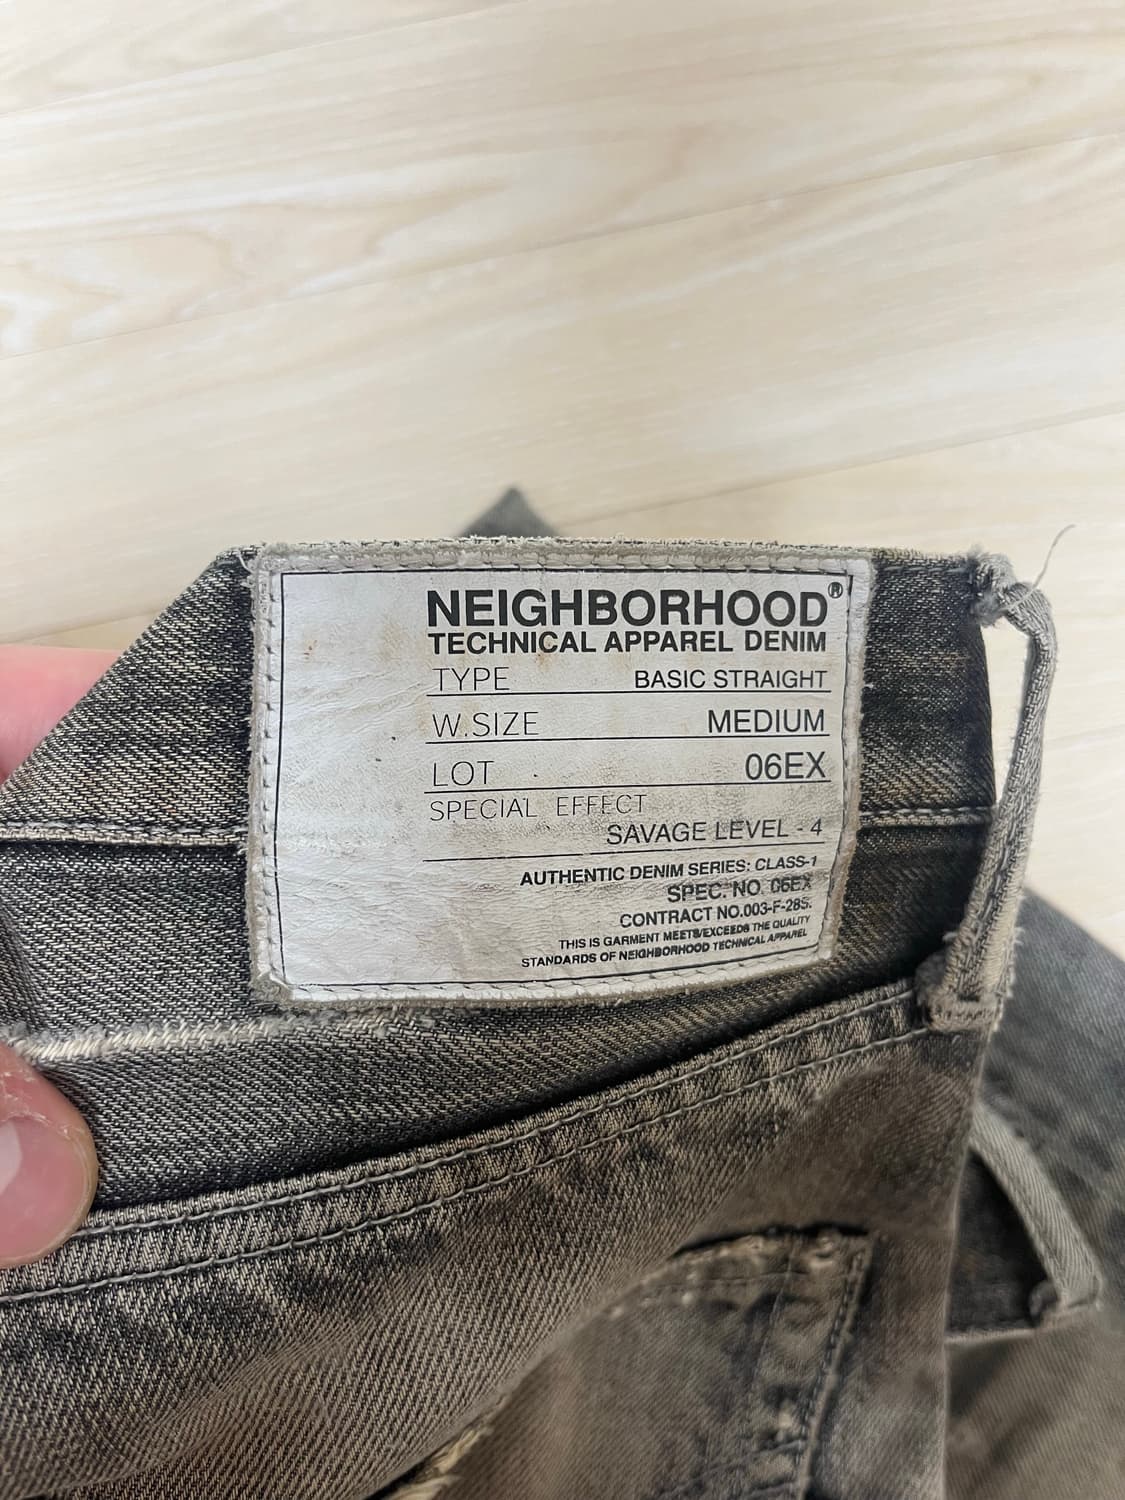 NEIGHBORHOOD®
TECHNICAL APPAREL DENIM
TYPE BASIC STRAIGHT
W.SIZE MEDIUM
LOT 06EX
SPECIAL EFFECT
SAVAGE LEVEL - 4
AUTHENTIC DENIM SERIES: CLASS-1
SPEC. NO. 06EX
CONTRACT NO.003-F-28S.
THIS IS GARMENT MEETS/EXCEEDS THE QUALITY
STANDARDS OF NEIGHBORHOOD TECHNICAL APPAREL